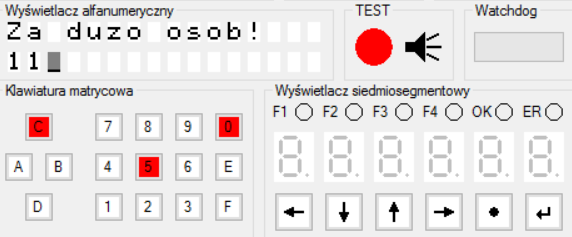 Wyświetlacz alfanumeryczny
Za duzo osob!
11
TEST
Watchdog
Klawiatura matrycowa
C 7 8 9 0
A B 4 5 6 E
D 1 2 3 F
Wyświetlacz siedmiosegmentowy
F1 F2 F3 F4 OK ER